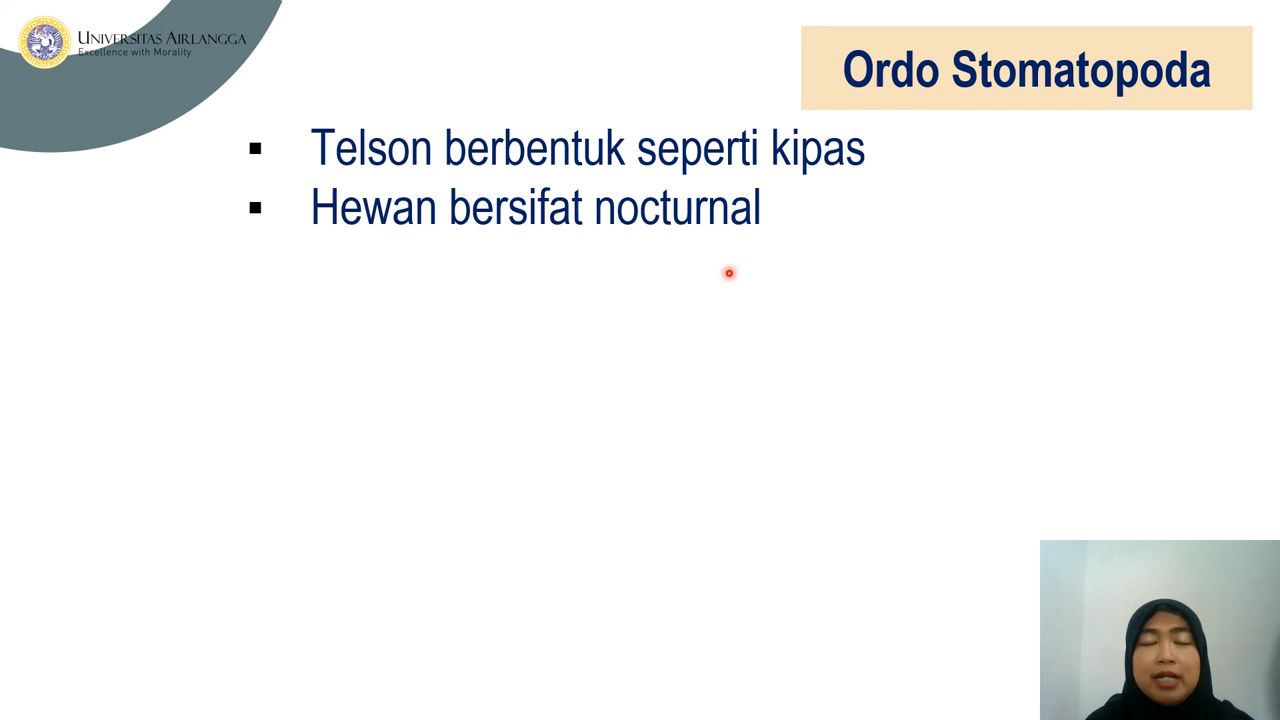 UNIVERSITAS AIRLANGGA
Excellence with Morality
Ordo Stomatopoda
▪ Telson berbentuk seperti kipas
▪ Hewan bersifat nocturnal